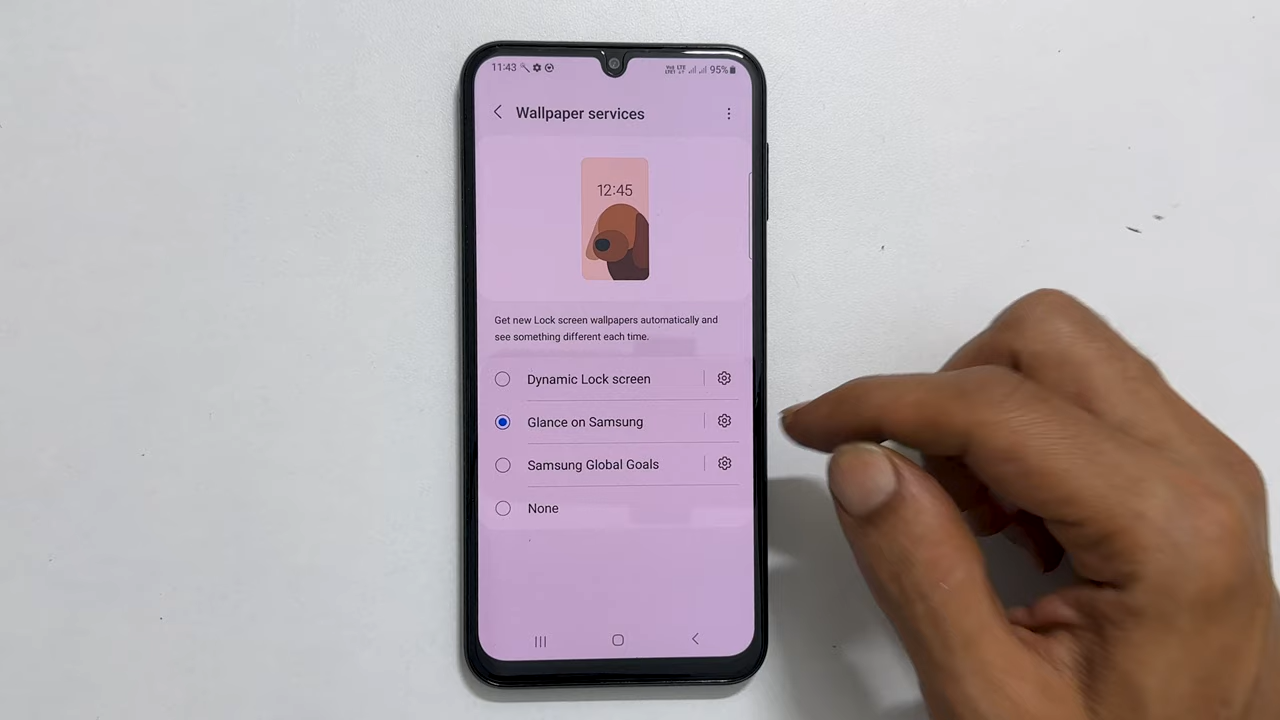 11:43
95%
Wallpaper services
12:45
Get new Lock screen wallpapers automatically and
see something different each time.
Dynamic Lock screen
Glance on Samsung
Samsung Global Goals
None